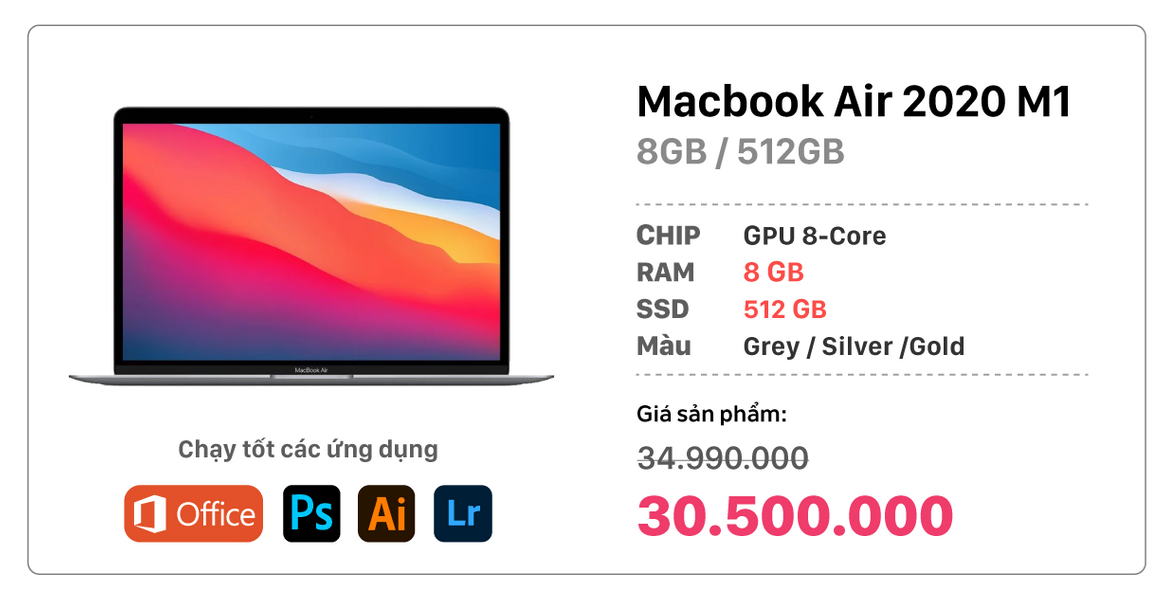 Macbook Air 2020 M1
8GB / 512GB
CHIP GPU 8-Core
RAM 8 GB
SSD 512 GB
Màu Grey / Silver /Gold
Giá sản phẩm:
34.990.000
30.500.000
MacBook Air
Chạy tốt các ứng dụng
Office Ps Ai Lr